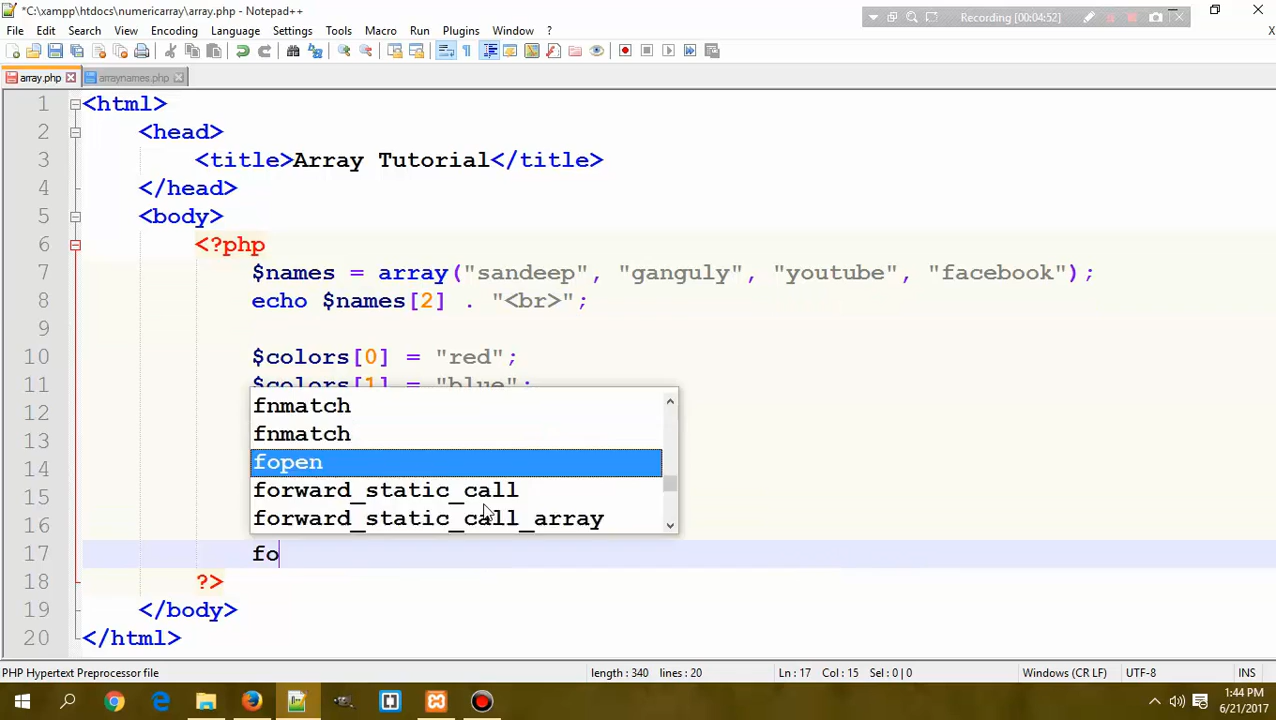 *C:\xampp\htdocs\numericarray\array.php - Notepad++
Recording [00:04:52]
File Edit Search View Encoding Language Settings Tools Macro Run Plugins Window ?
X
array.php arraynames.php
1 <html>
2 <head>
3 <title>Array Tutorial</title>
4 </head>
5 <body>
6 <?php
7 $names = array("sandeep", "ganguly", "youtube", "facebook");
8 echo $names[2] . "<br>";
9
10 $colors[0] = "red";
11 $colors[1] = "blue";
12 fnmatch
13 fnmatch
14 fopen
15 forward_static_call
16 forward_static_call_array
17 fo
18 ?>
19 </body>
20 </html>
PHP Hypertext Preprocessor file length : 340 lines : 20 Ln : 17 Col : 15 Sel : 0 | 0 Windows (CR LF) UTF-8 INS
1:44 PM
6/21/2017